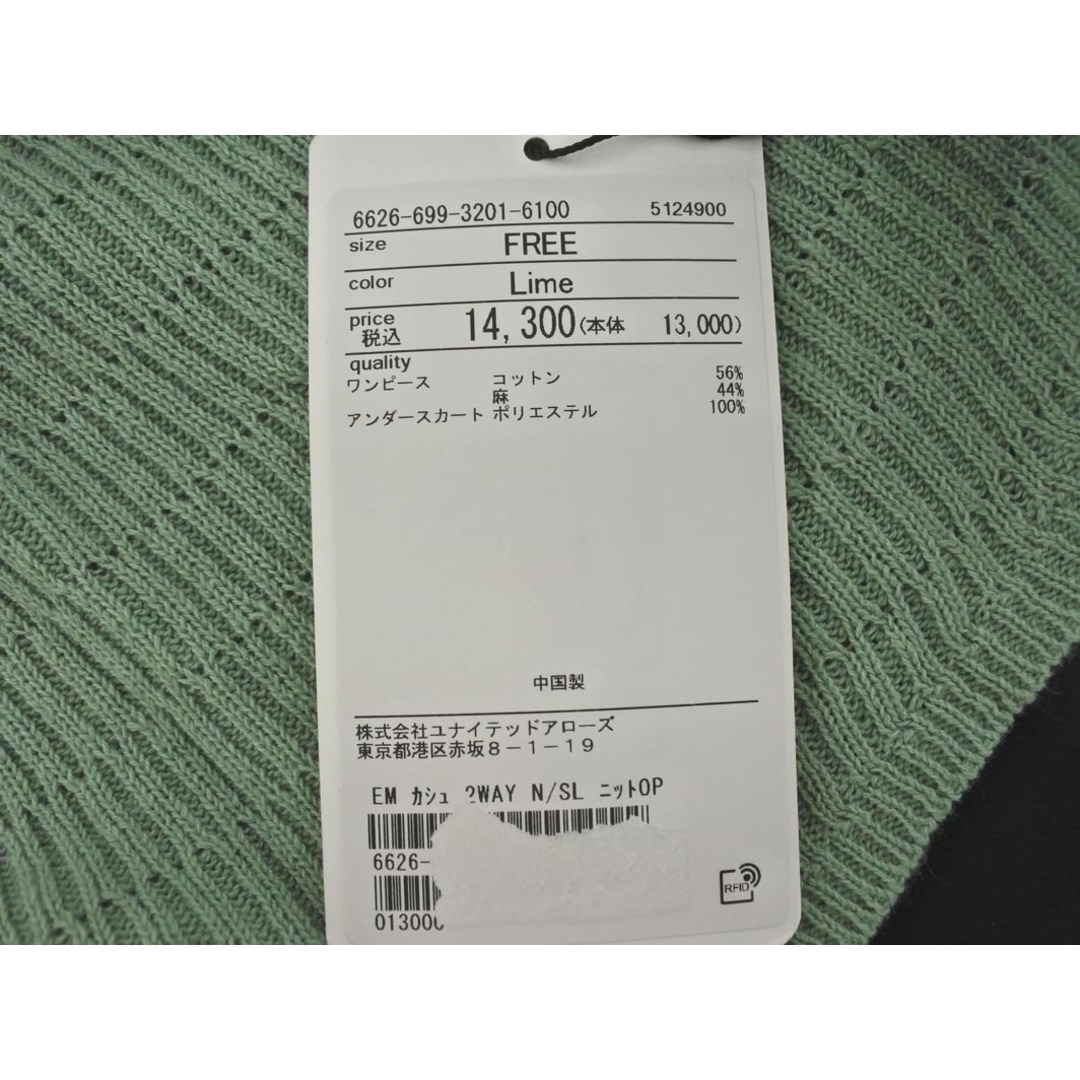 6626-699-3201-6100 5124900
size FREE
color Lime
price 税込 14,300(本体 13,000)
quality
ワンピース コットン 56%
麻 44%
アンダースカート ポリエステル 100%
中国製
株式会社ユナイテッドアローズ
東京都港区赤坂8-1-19
EM カシュ 2WAY N/SL ニットOP
6626-
01300
RFID